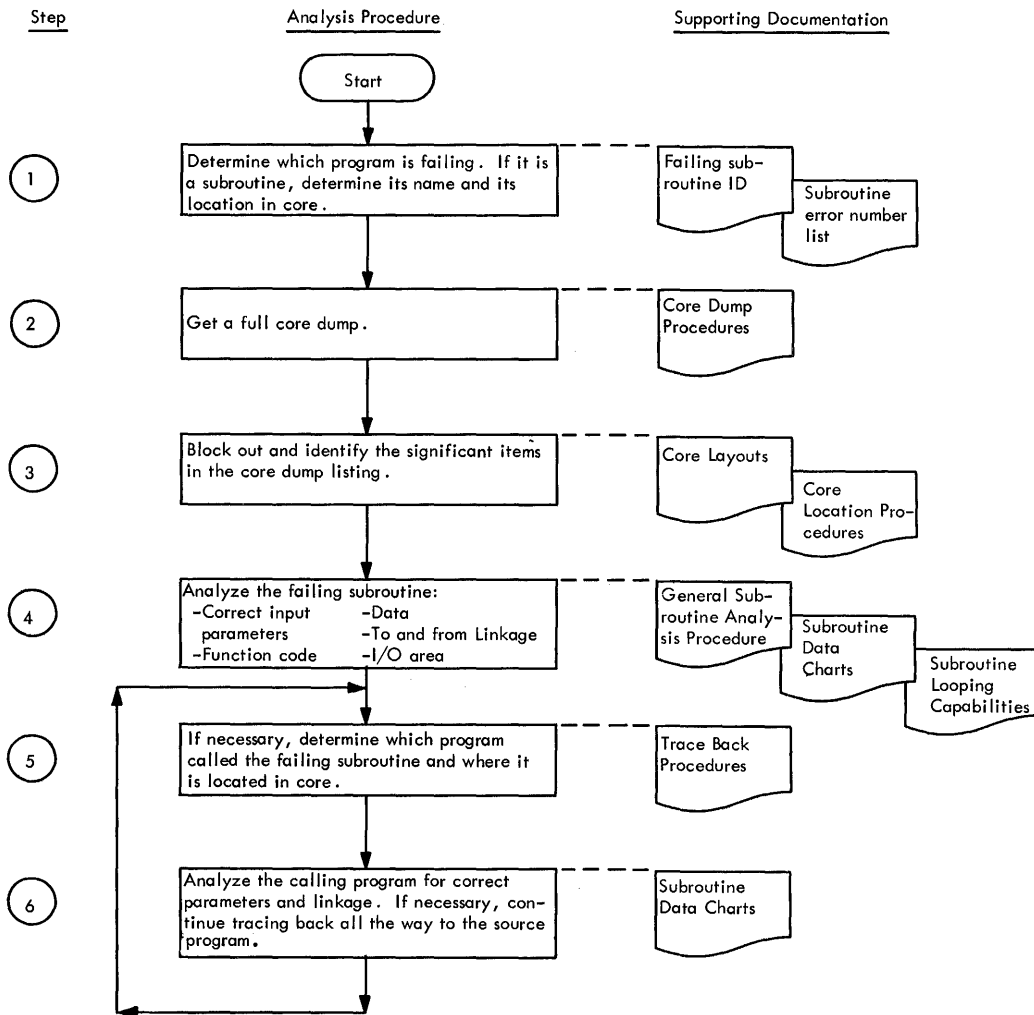 Step
Analysis Procedure
Supporting Documentation
Start
1
Determine which program is failing. If it is
a subroutine, determine its name and its
location in core.
Failing sub-
routine ID
Subroutine
error number
list
2
Get a full core dump.
Core Dump
Procedures
3
Block out and identify the significant items
in the core dump listing.
Core Layouts
Core
Location Pro-
cedures
4
Analyze the failing subroutine:
-Correct input
parameters
-Function code
-Data
-To and from Linkage
-I/O area
General Sub-
routine Analy-
sis Procedure
Subroutine
Data
Charts
Subroutine
Looping
Capabilities
5
If necessary, determine which program
called the failing subroutine and where it
is located in core.
Trace Back
Procedures
6
Analyze the calling program for correct
parameters and linkage. If necessary, con-
tinue tracing back all the way to the source
program.
Subroutine
Data Charts